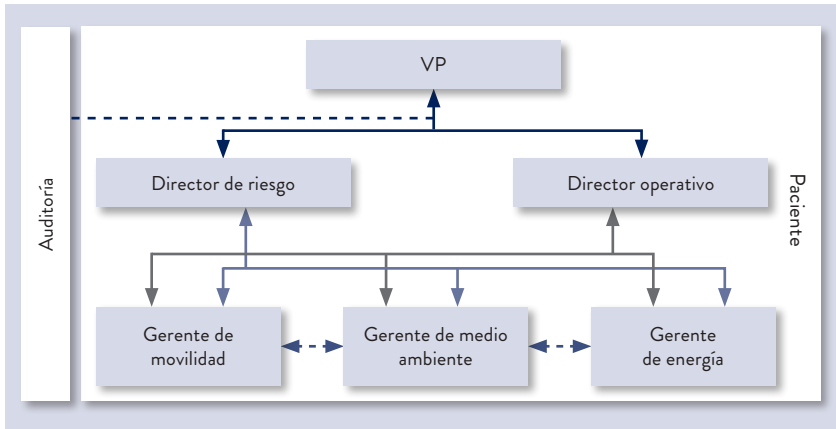 VP
Director de riesgo
Director operativo
Auditoría
Paciente
Gerente de
movilidad
Gerente de medio
ambiente
Gerente
de energía